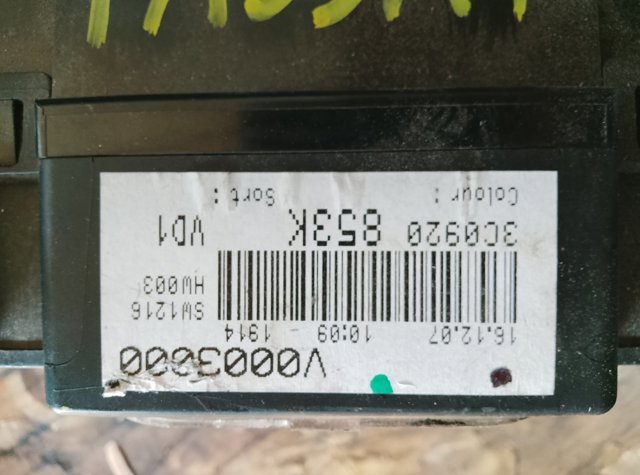 V0003000
16.12.07 10:09 - 1914 SW1216
HW003
3C0920 853K VD1
Colour : Sort :